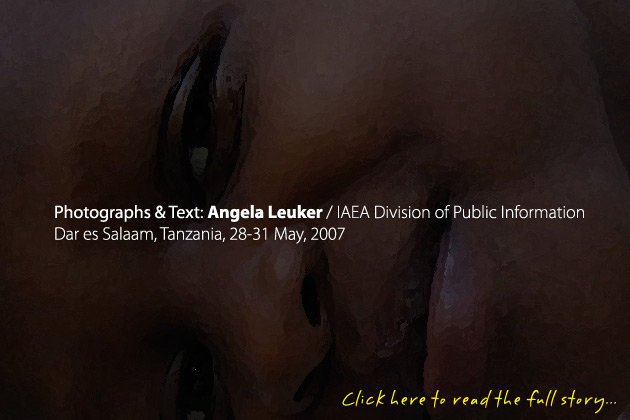 Photographs & Text: Angela Leuker / IAEA Division of Public Information
Dar es Salaam, Tanzania, 28-31 May, 2007
Click here to read the full story...